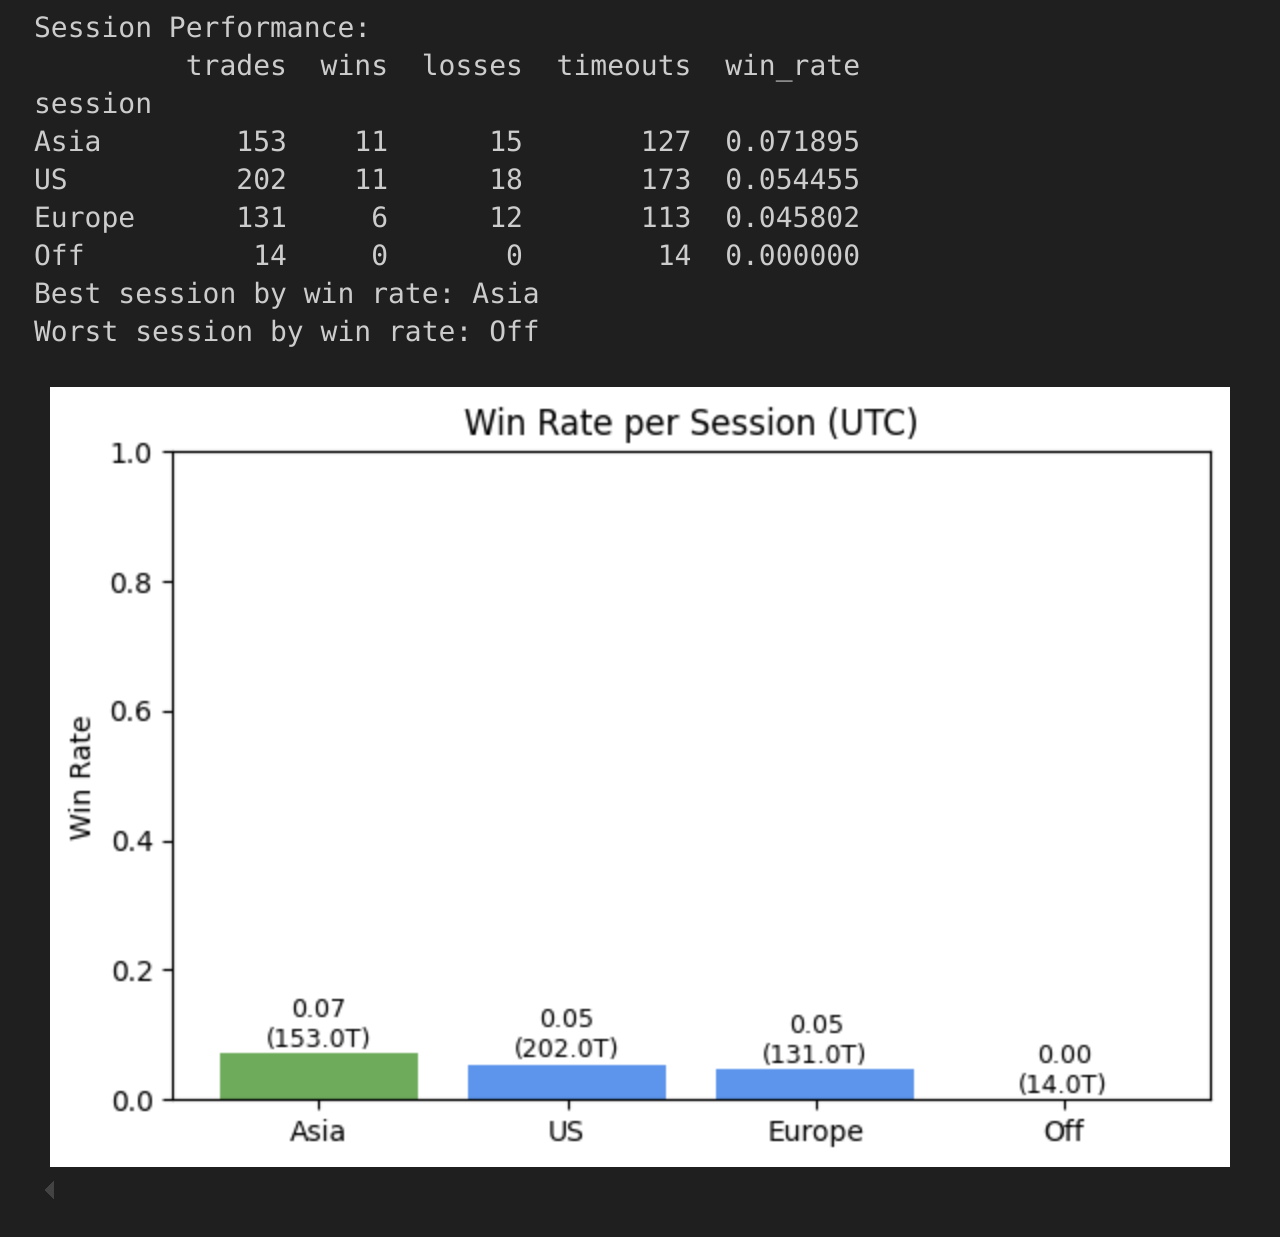 Session Performance:
trades wins losses timeouts win_rate
session
Asia 153 11 15 127 0.071895
US 202 11 18 173 0.054455
Europe 131 6 12 113 0.045802
Off 14 0 0 14 0.000000
Best session by win rate: Asia
Worst session by win rate: Off
Win Rate per Session (UTC)
1.0
0.8
0.6
0.4
0.2
0.0
Win Rate
0.07
(153.0T)
0.05
(202.0T)
0.05
(131.0T)
0.00
(14.0T)
Asia
US
Europe
Off